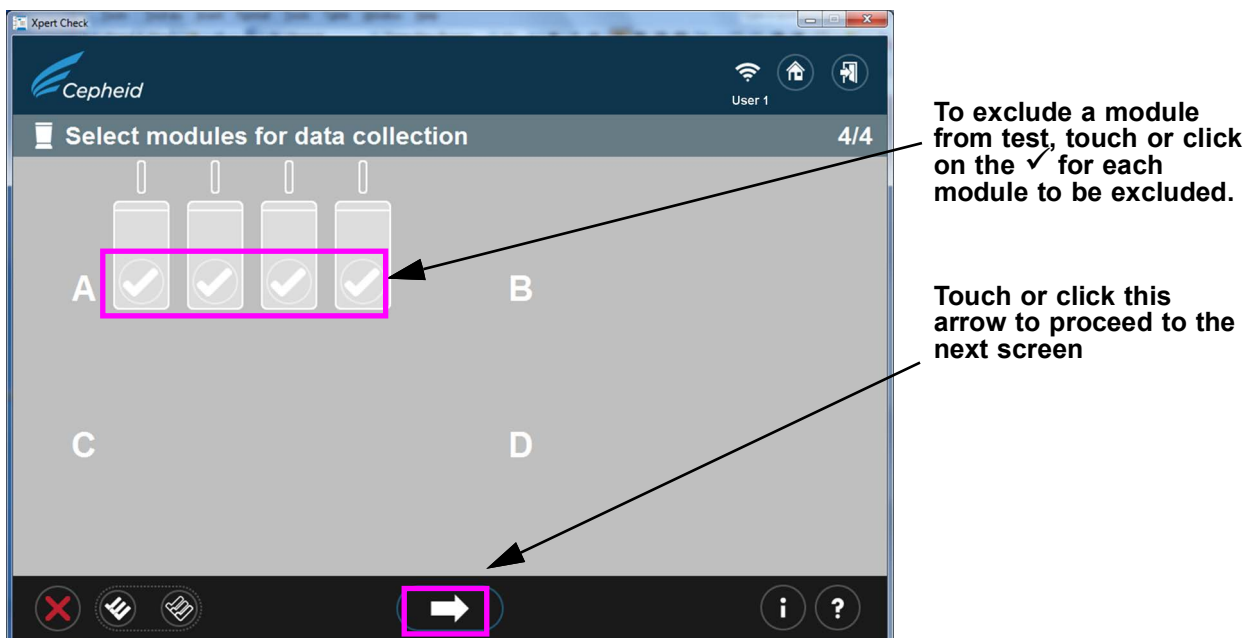 Xpert Check
Cepheid
User 1
Select modules for data collection
4/4
A
B
C
D
i
?
To exclude a module
from test, touch or click
on the ✓ for each
module to be excluded.
Touch or click this
arrow to proceed to the
next screen